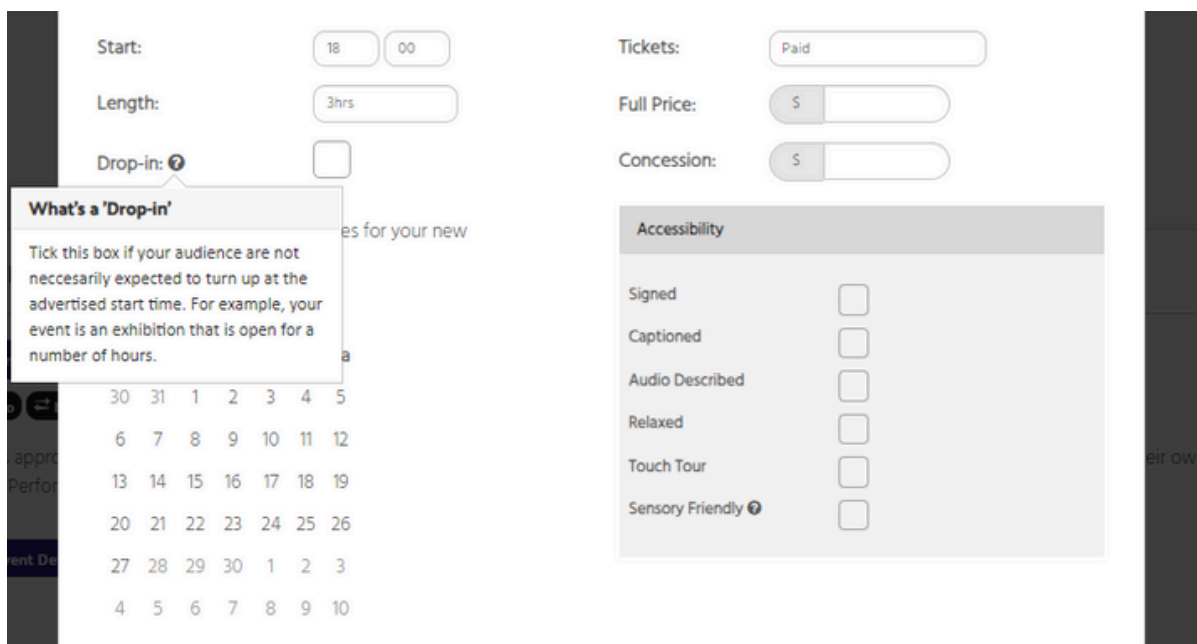 Start:
18
00
Length:
3hrs
Drop-in:
What's a 'Drop-in'
Tick this box if your audience are not
neccesarily expected to turn up at the
advertised start time. For example, your
event is an exhibition that is open for a
number of hours.
for your new
30 31 1 2 3 4 5
6 7 8 9 10 11 12
13 14 15 16 17 18 19
20 21 22 23 24 25 26
27 28 29 30 1 2 3
4 5 6 7 8 9 10
Tickets:
Paid
Full Price:
$
Concession:
$
Accessibility
Signed
Captioned
Audio Described
Relaxed
Touch Tour
Sensory Friendly